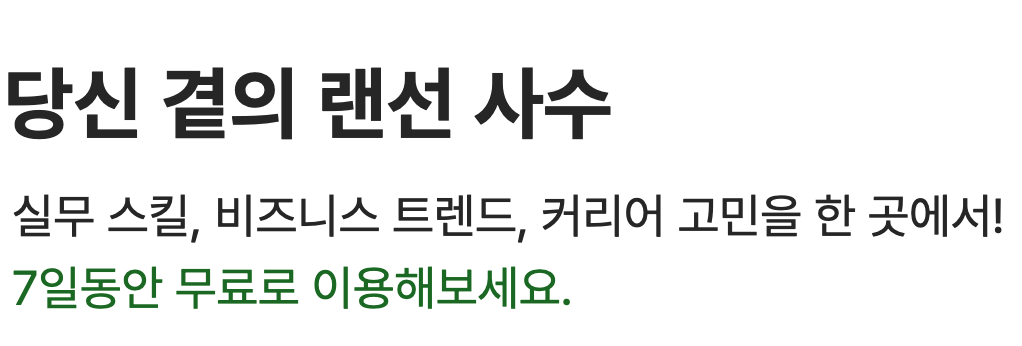 당신 곁의 랜선 사수
실무 스킬, 비즈니스 트렌드, 커리어 고민을 한 곳에서!
7일동안 무료로 이용해보세요.